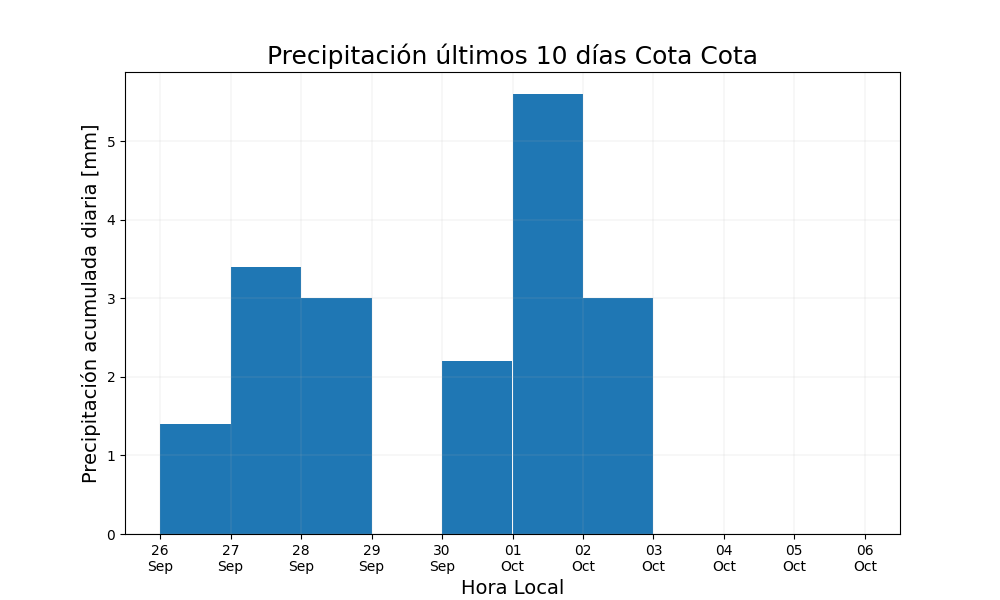 Precipitación últimos 10 días Cota Cota
Precipitación acumulada diaria [mm]
5
4
3
2
1
0
26 27 28 29 30 01 02 03 04 05 06
Sep Sep Sep Sep Sep Oct Oct Oct Oct Oct Oct
Hora Local